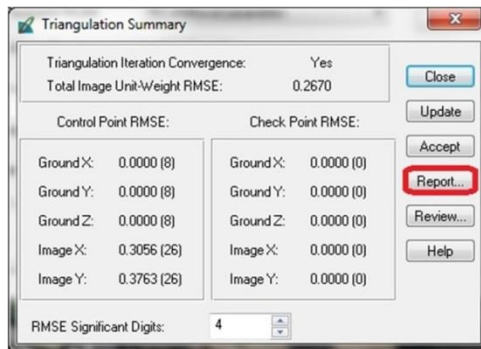 Triangulation Summary
Triangulation Iteration Convergence: Yes
Total Image Unit-Weight RMSE: 0.2670
Control Point RMSE: Check Point RMSE:
Ground X: 0.0000 (8) Ground X: 0.0000 (0)
Ground Y: 0.0000 (8) Ground Y: 0.0000 (0)
Ground Z: 0.0000 (8) Ground Z: 0.0000 (0)
Image X: 0.3056 (26) Image X: 0.0000 (0)
Image Y: 0.3763 (26) Image Y: 0.0000 (0)
RMSE Significant Digits: 4
Close
Update
Accept
Report...
Review...
Help